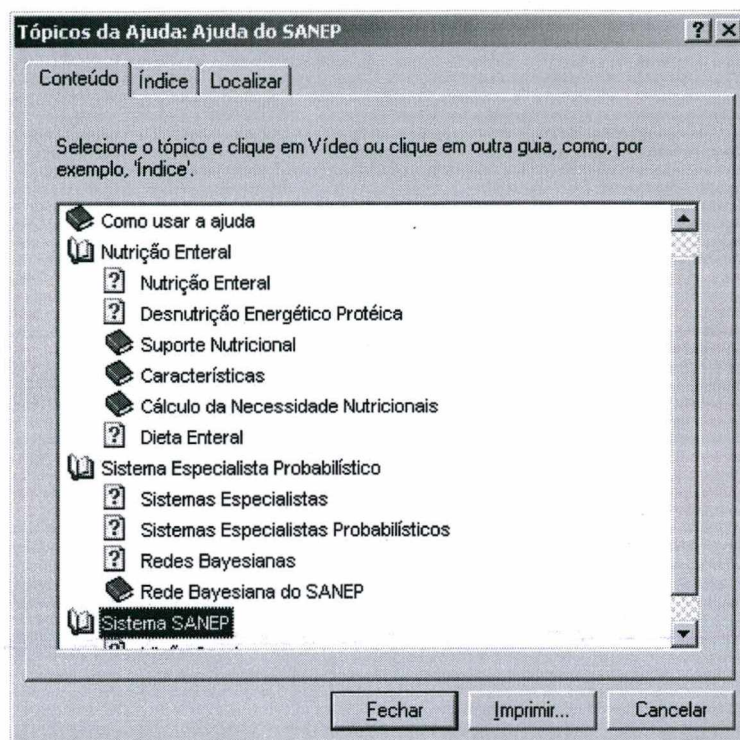 Tópicos da Ajuda: Ajuda do SANEP
Conteúdo
Índice
Localizar
Selecione o tópico e clique em Vídeo ou clique em outra guia, como, por
exemplo, 'Índice'.
Como usar a ajuda
Nutrição Enteral
Nutrição Enteral
Desnutrição Energético Protéica
Suporte Nutricional
Características
Cálculo da Necessidade Nutricionais
Dieta Enteral
Sistema Especialista Probabilístico
Sistemas Especialistas
Sistemas Especialistas Probabilísticos
Redes Bayesianas
Rede Bayesiana do SANEP
Sistema SANEP
Fechar
Imprimir...
Cancelar